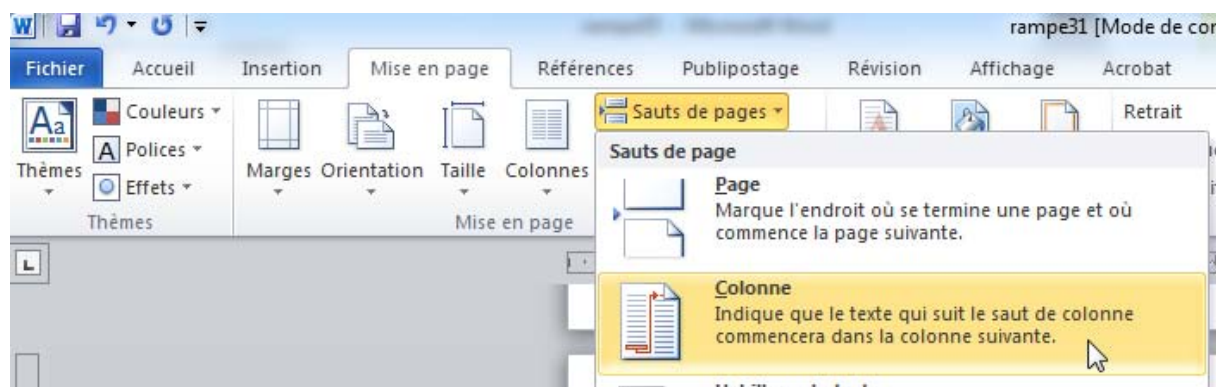 rampe31 [Mode de cor
Fichier Accueil Insertion Mise en page Références Publipostage Révision Affichage Acrobat
Aa Couleurs Sauts de pages Retrait
A Polices
Thèmes Effets Marges Orientation Taille Colonnes
Thèmes Mise en page
Sauts de page
Page
Marque l'endroit où se termine une page et où
commence la page suivante.
Colonne
Indique que le texte qui suit le saut de colonne
commencera dans la colonne suivante.